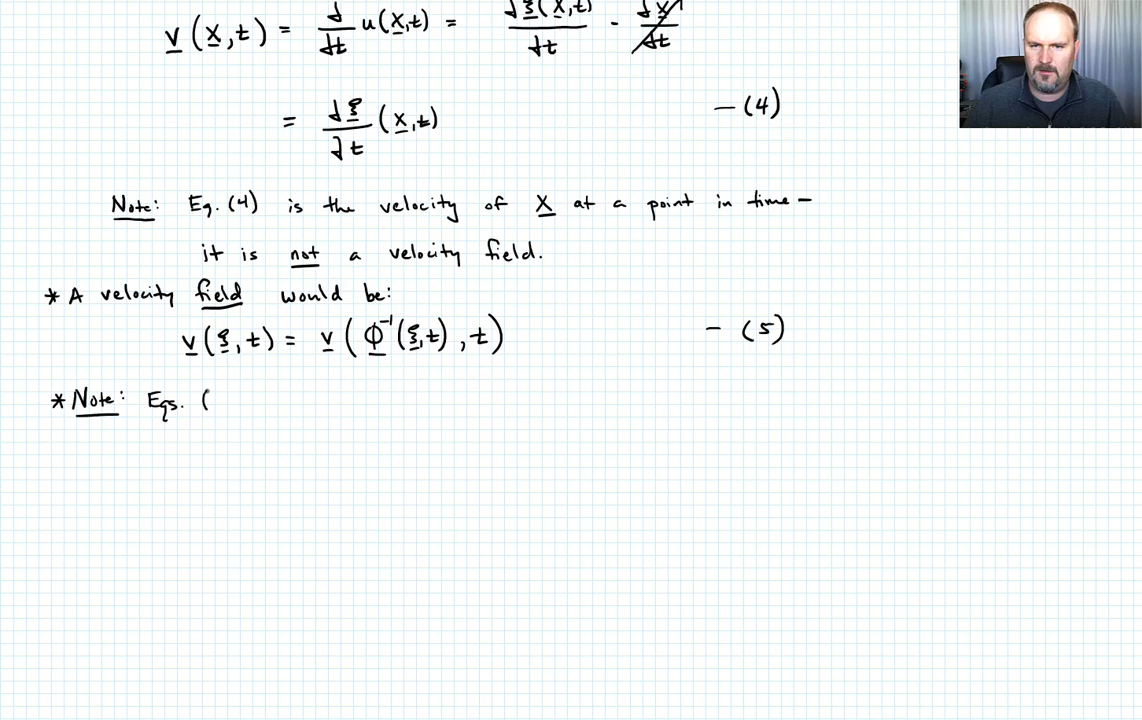 v(x,t) = d/dt u(x,t) = dξ(x,t)/dt - dx/dt
= dξ/dt (x,t) —(4)
Note: Eq. (4) is the velocity of X at a point in time —
it is not a velocity field.
* A velocity field would be:
v(ξ,t) = v(Φ⁻¹(ξ,t),t) -(5)
* Note: Eqs. (